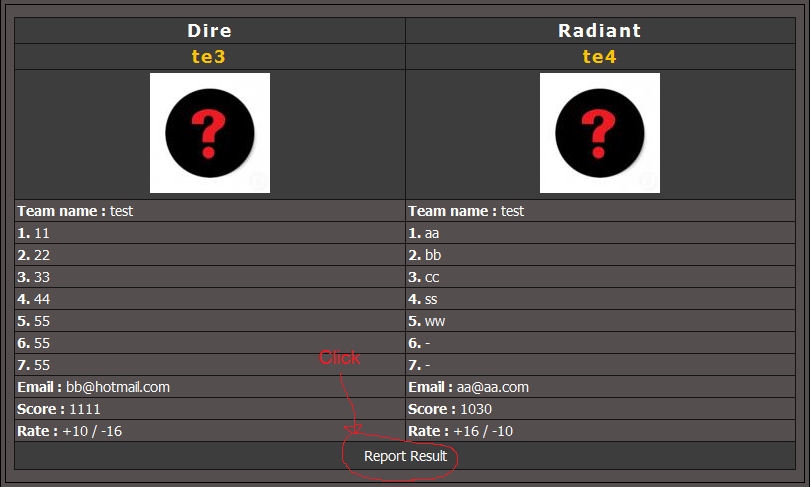 Dire
Radiant
te3
te4
?
?
Team name : test
Team name : test
1. 11
1. aa
2. 22
2. bb
3. 33
3. cc
4. 44
4. ss
5. 55
5. ww
6. 55
6. -
7. 55
7. -
Click
Email : bb@hotmail.com
Email : aa@aa.com
Score : 1111
Score : 1030
Rate : +10 / -16
Rate : +16 / -10
Report Result